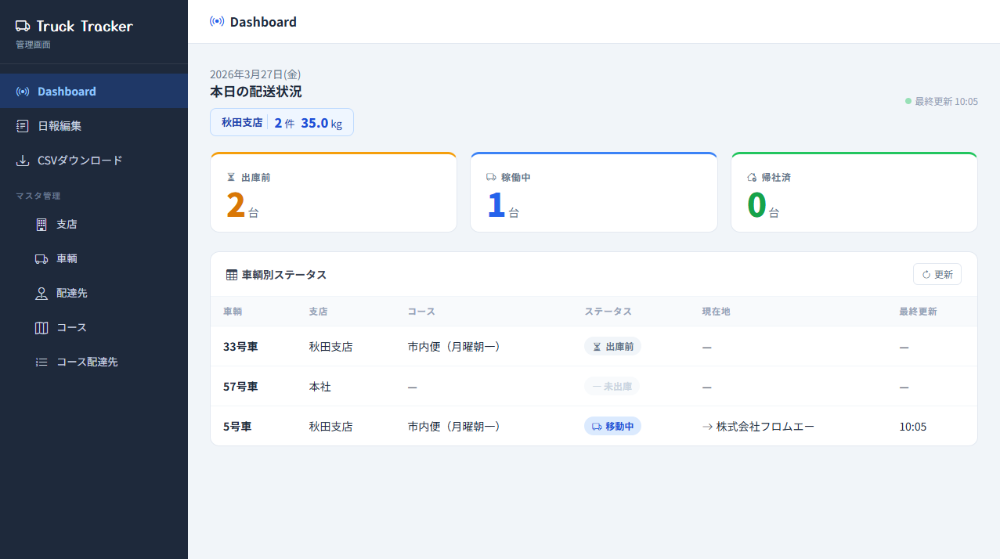 Truck Tracker
管理画面
Dashboard
日報編集
CSVダウンロード
マスタ管理
支店
車輌
配達先
コース
コース配達先
Dashboard
2026年3月27日(金)
本日の配送状況
最終更新 10:05
秋田支店 2 件 35.0 kg
出庫前
2 台
稼働中
1 台
帰社済
0 台
車輌別ステータス
更新
車輌 支店 コース ステータス 現在地 最終更新
33号車 秋田支店 市内便（月曜朝一） 出庫前 — —
57号車 本社 — — 未出庫 — —
5号車 秋田支店 市内便（月曜朝一） 移動中 → 株式会社フロムエー 10:05